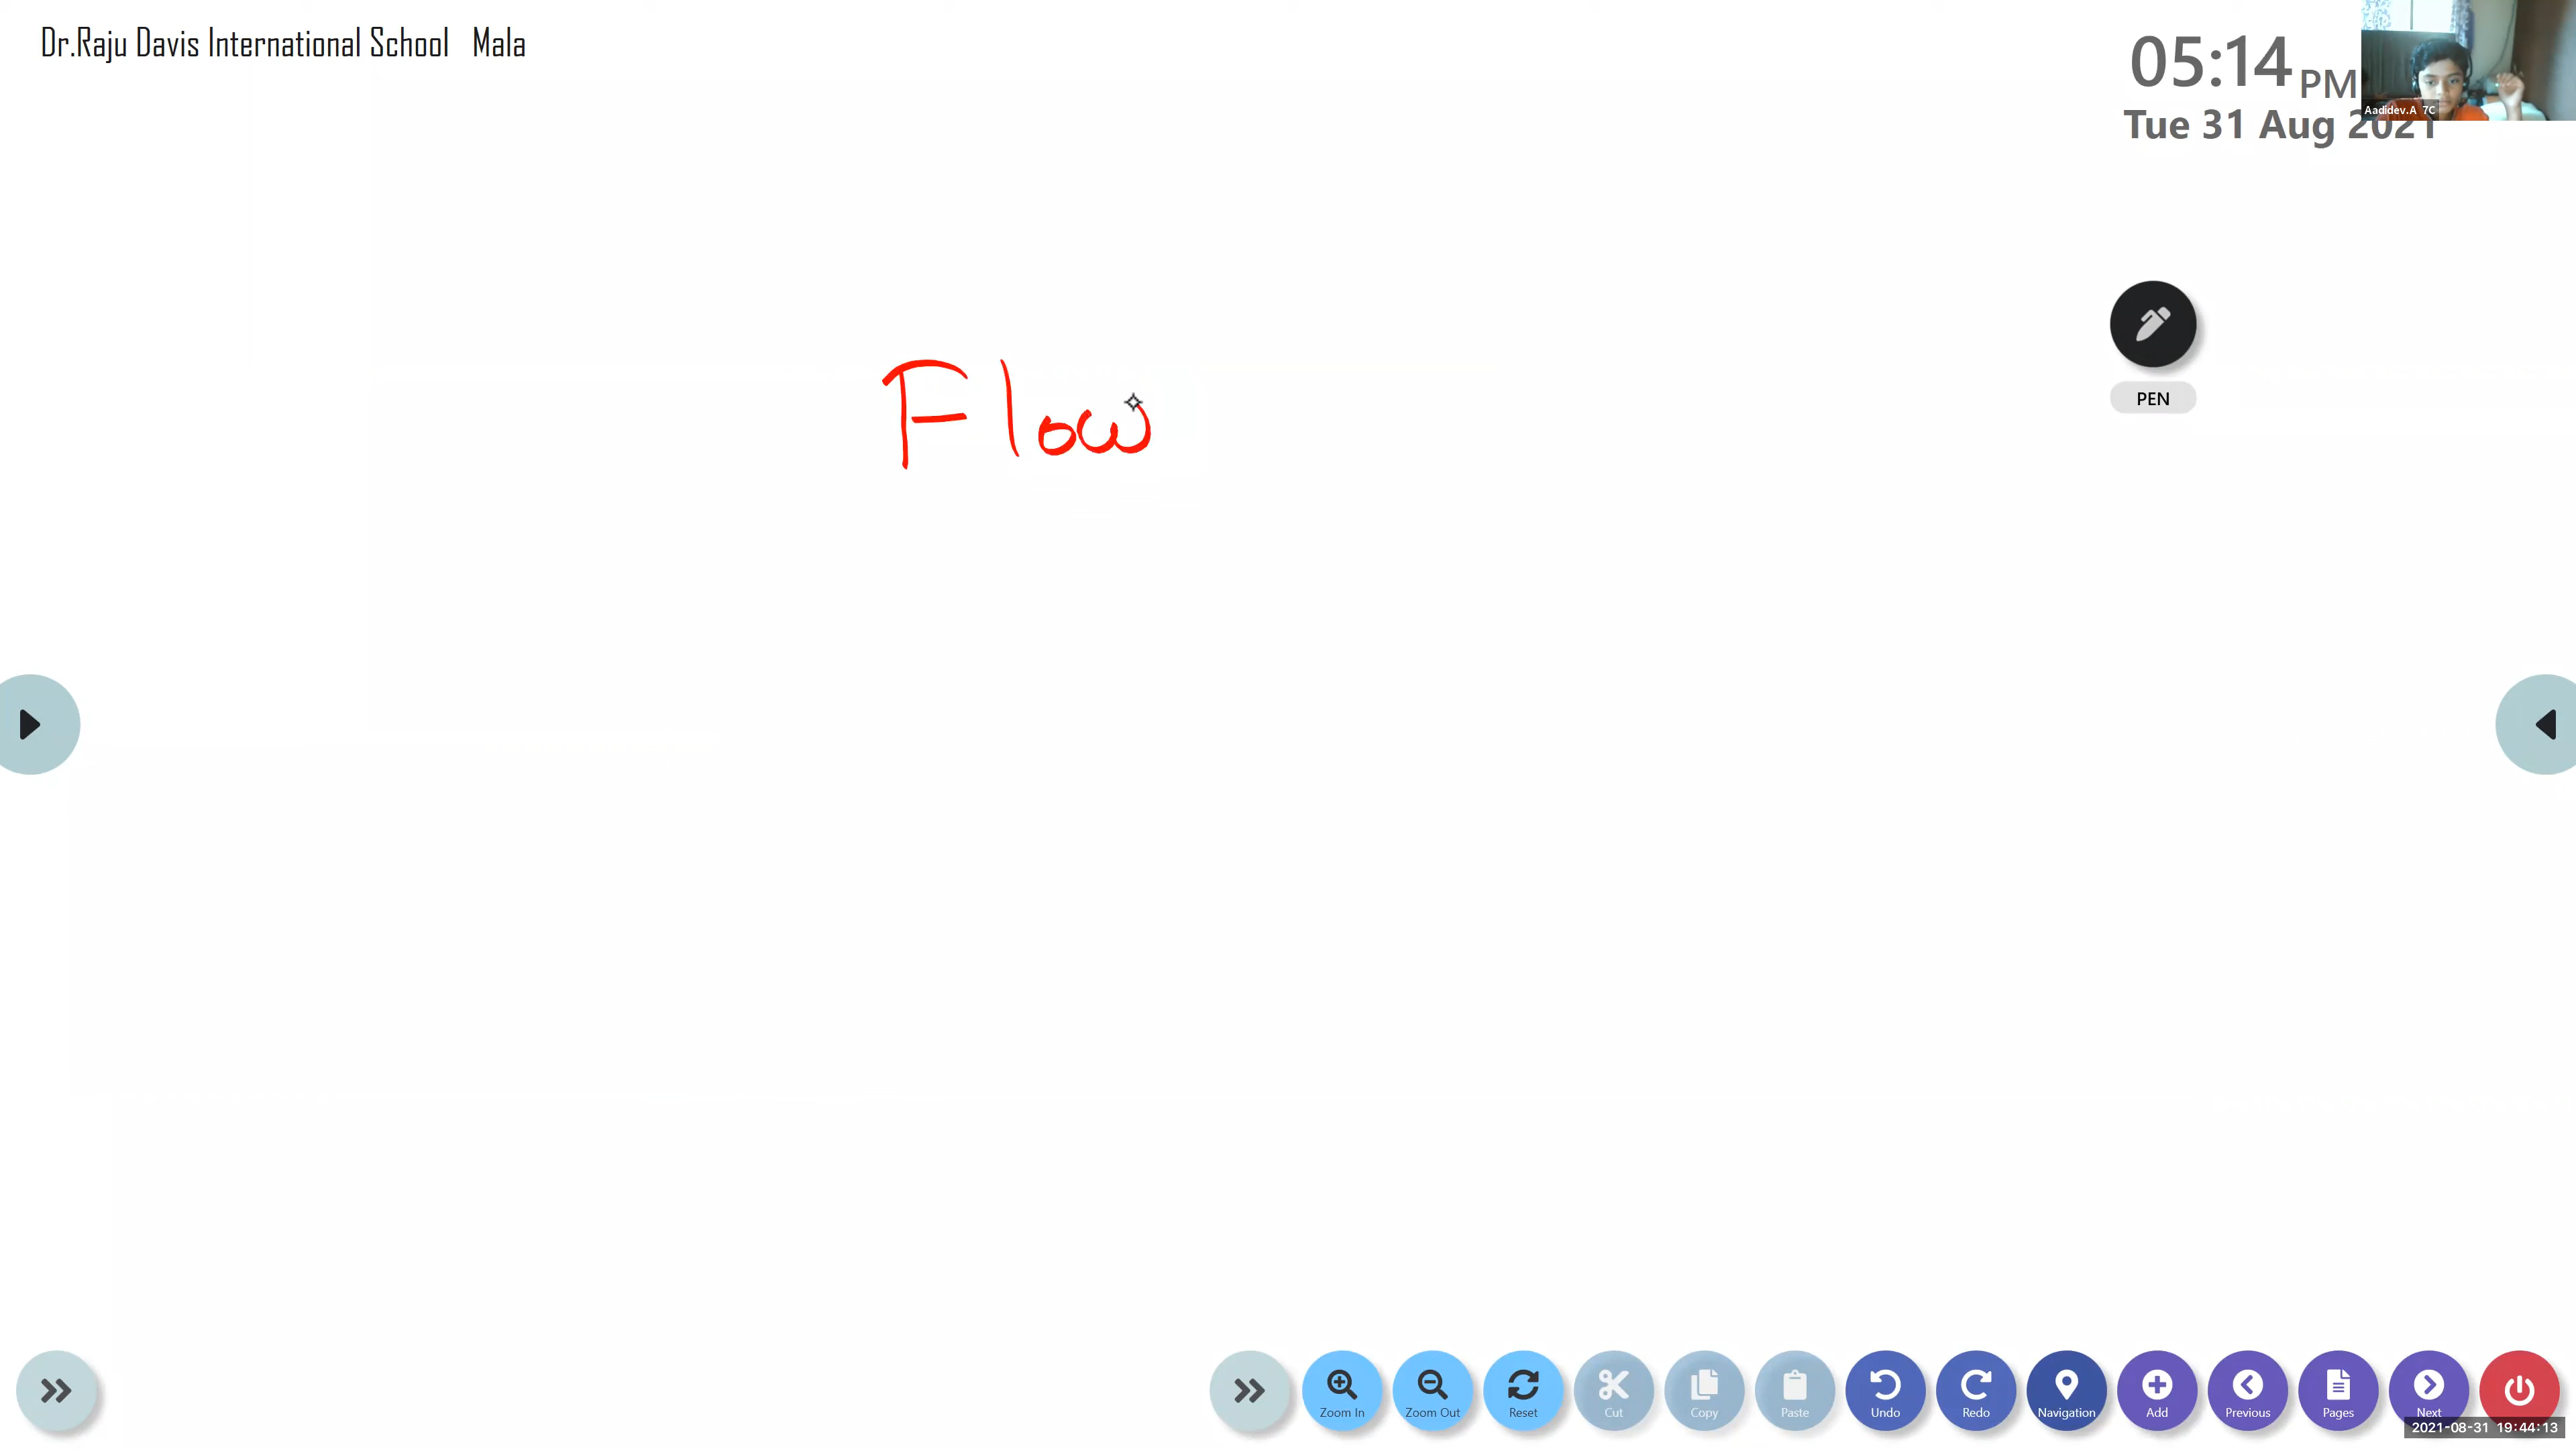 Dr.Raju Davis International School Mala
05:14 PM
Tue 31 Aug 2021
Aadidev.A 7C
PEN
Flow
Zoom In
Zoom Out
Reset
Cut
Copy
Paste
Undo
Redo
Navigation
Add
Previous
Pages
Next
2021-08-31 19:44:13